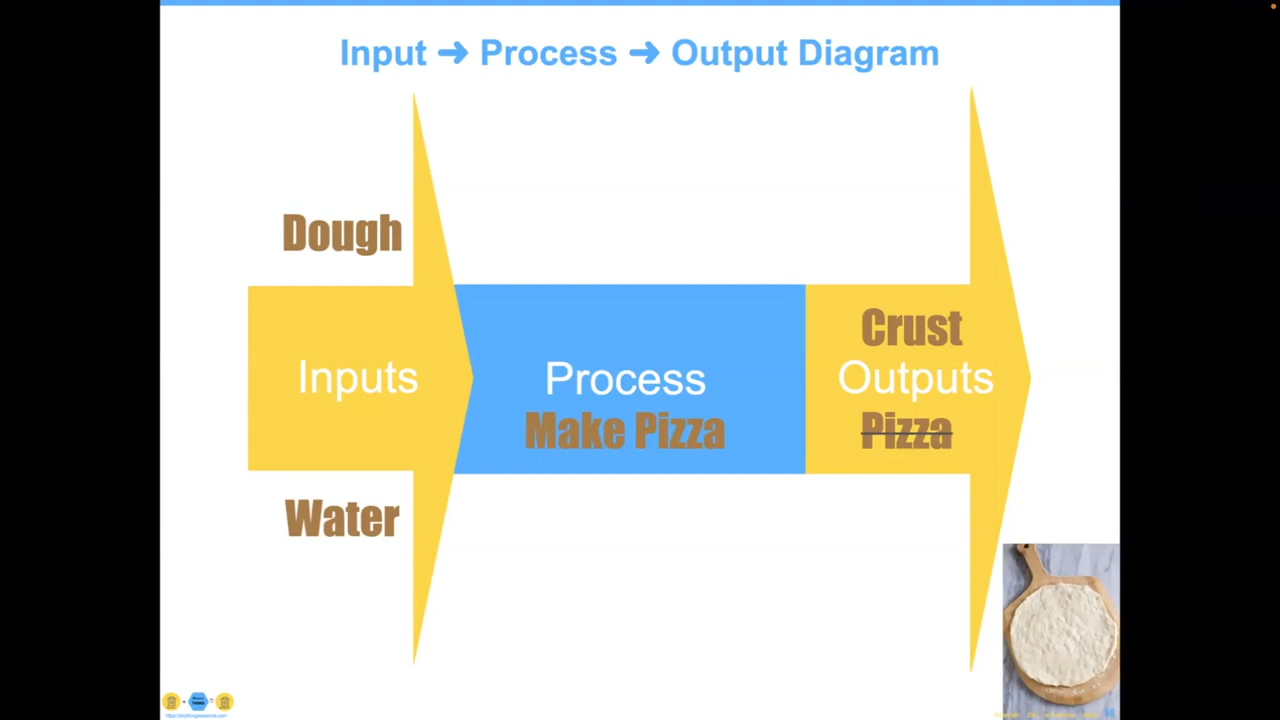 Input ➜ Process ➜ Output Diagram
Dough
Crust
Inputs
Process
Outputs
Make Pizza
Pizza
Water